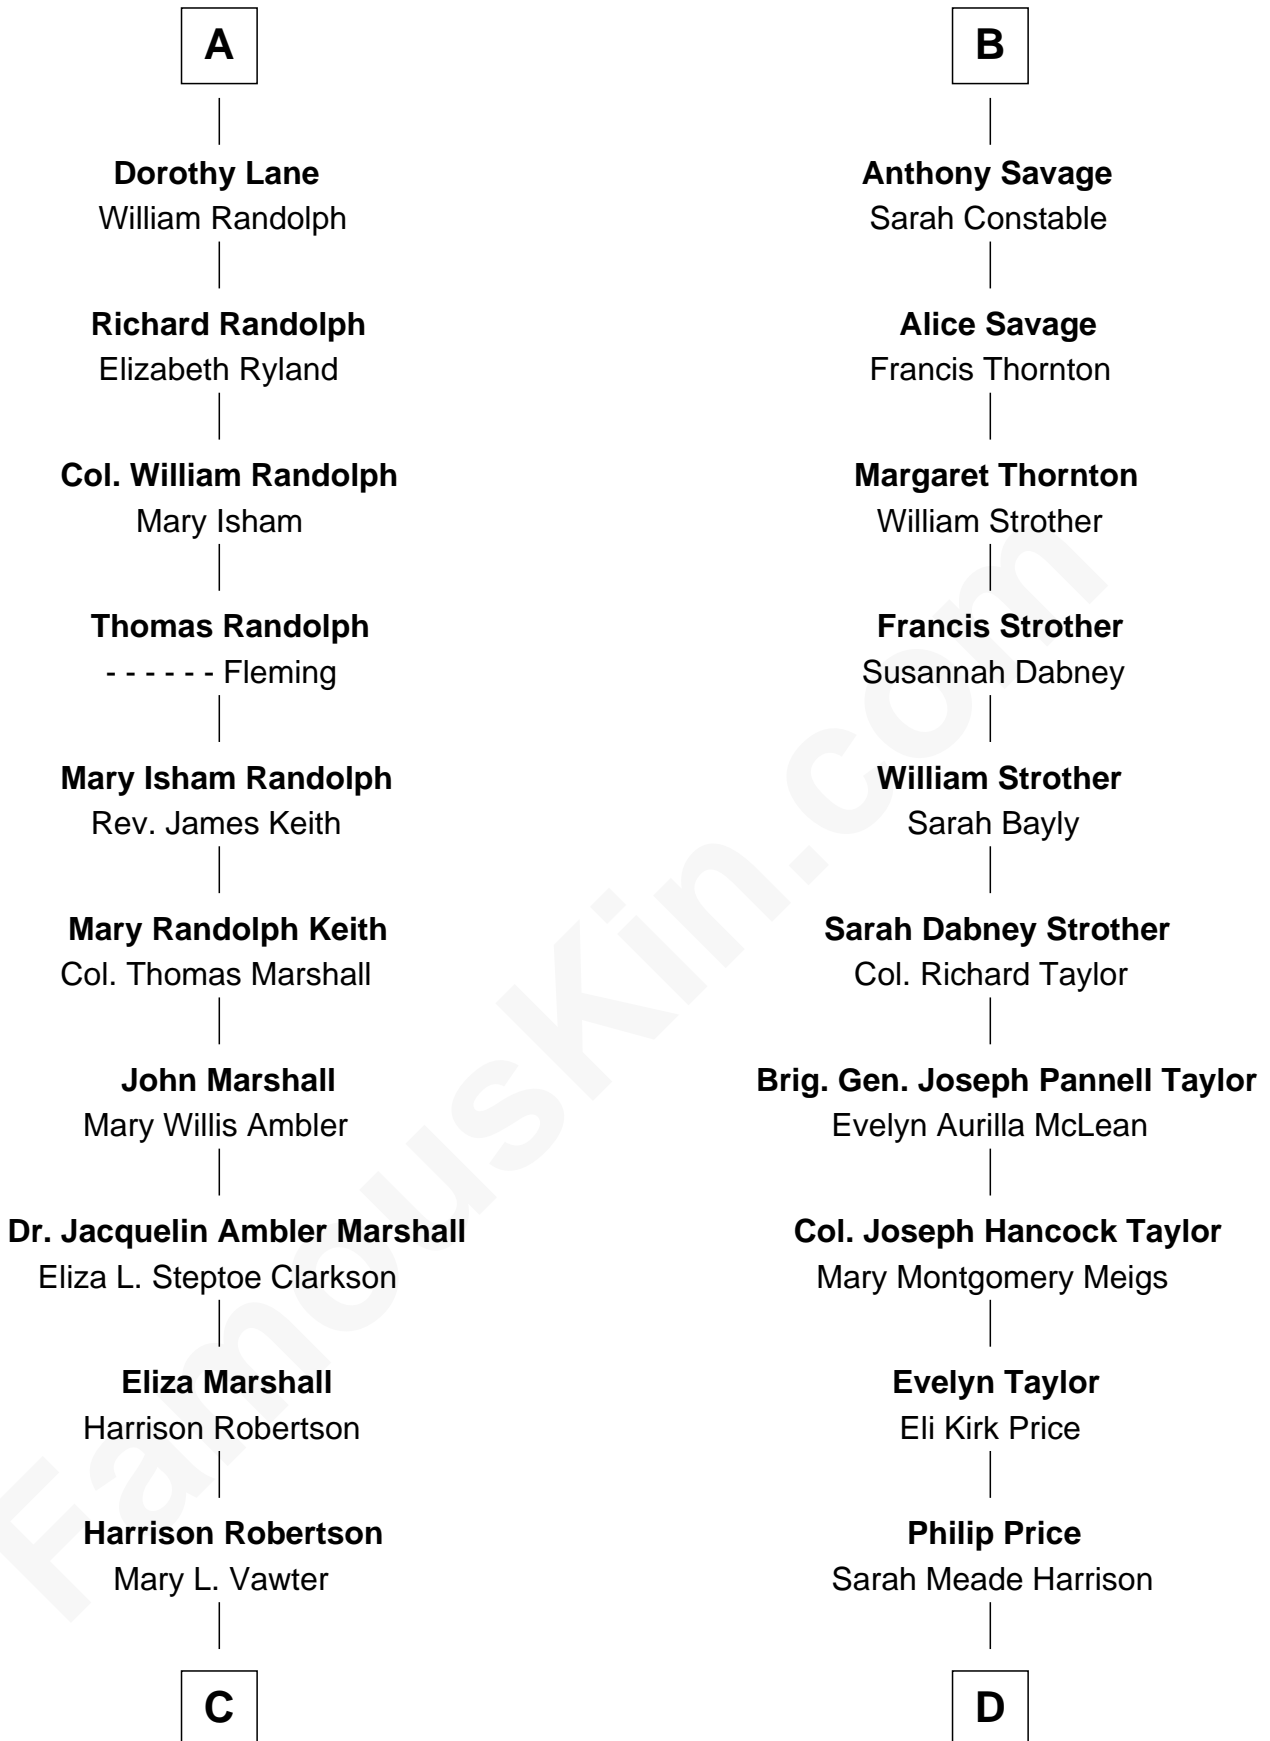 A
Dorothy Lane
William Randolph
Richard Randolph
Elizabeth Ryland
Col. William Randolph
Mary Isham
Thomas Randolph
- - - - - - Fleming
Mary Isham Randolph
Rev. James Keith
Mary Randolph Keith
Col. Thomas Marshall
John Marshall
Mary Willis Ambler
Dr. Jacquelin Ambler Marshall
Eliza L. Steptoe Clarkson
Eliza Marshall
Harrison Robertson
Harrison Robertson
Mary L. Vawter
C
B
Anthony Savage
Sarah Constable
Alice Savage
Francis Thornton
Margaret Thornton
William Strother
Francis Strother
Susannah Dabney
William Strother
Sarah Bayly
Sarah Dabney Strother
Col. Richard Taylor
Brig. Gen. Joseph Pannell Taylor
Evelyn Aurilla McLean
Col. Joseph Hancock Taylor
Mary Montgomery Meigs
Evelyn Taylor
Eli Kirk Price
Philip Price
Sarah Meade Harrison
D
FamousKin.com